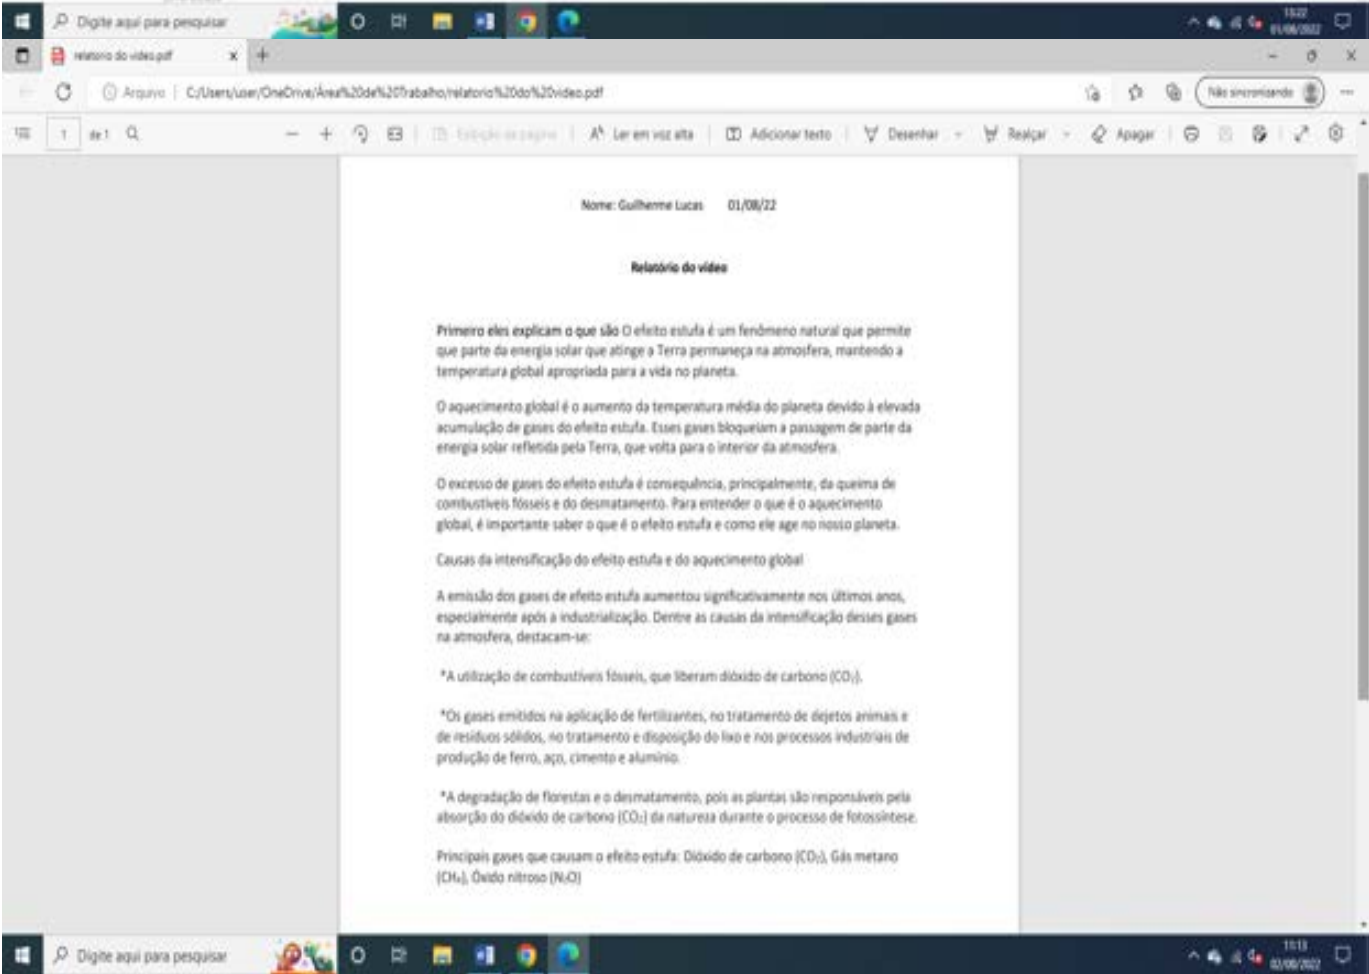 Digite aqui para pesquisar
13:22
01/08/2022
relatorio do video.pdf
Arquivo | C:/Users/user/OneDrive/Área%20de%20Trabalho/relatorio%20do%20video.pdf
Não sincronizando
1 de 1
Ler em voz alta | Adicionar texto | Desenhar | Realçar | Apagar
Nome: Guilherme Lucas 01/08/22
Relatório do vídeo
Primeiro eles explicam o que são O efeito estufa é um fenômeno natural que permite
que parte da energia solar que atinge a Terra permaneça na atmosfera, mantendo a
temperatura global apropriada para a vida no planeta.
O aquecimento global é o aumento da temperatura média do planeta devido à elevada
acumulação de gases do efeito estufa. Esses gases bloqueiam a passagem de parte da
energia solar refletida pela Terra, que volta para o interior da atmosfera.
O excesso de gases do efeito estufa é consequência, principalmente, da queima de
combustíveis fósseis e do desmatamento. Para entender o que é o aquecimento
global, é importante saber o que é o efeito estufa e como ele age no nosso planeta.
Causas da intensificação do efeito estufa e do aquecimento global
A emissão dos gases de efeito estufa aumentou significativamente nos últimos anos,
especialmente após a industrialização. Dentre as causas da intensificação desses gases
na atmosfera, destacam-se:
*A utilização de combustíveis fósseis, que liberam dióxido de carbono (CO₂).
*Os gases emitidos na aplicação de fertilizantes, no tratamento de dejetos animais e
de resíduos sólidos, no tratamento e disposição do lixo e nos processos industriais de
produção de ferro, aço, cimento e alumínio.
*A degradação de florestas e o desmatamento, pois as plantas são responsáveis pela
absorção do dióxido de carbono (CO₂) da natureza durante o processo de fotossíntese.
Principais gases que causam o efeito estufa: Dióxido de carbono (CO₂), Gás metano
(CH₄), Óxido nitroso (N₂O)
Digite aqui para pesquisar
11:13
02/08/2022